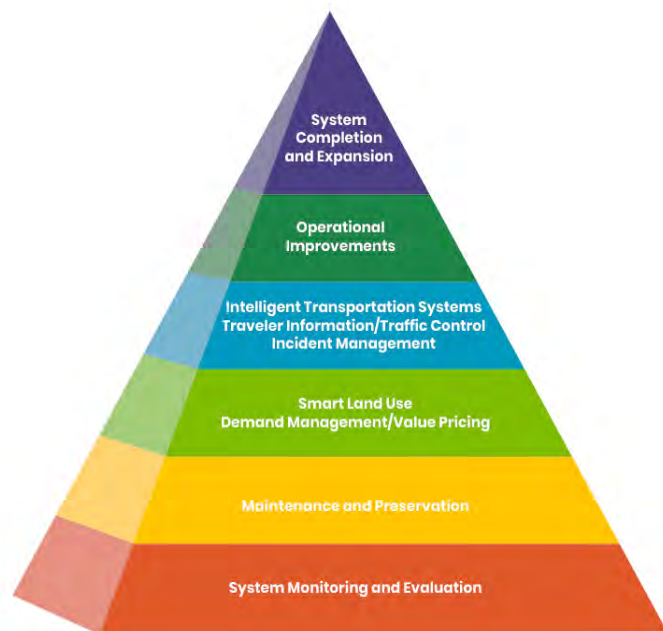 System
Completion
and Expansion
Operational
Improvements
Intelligent Transportation Systems
Traveler Information/Traffic Control
Incident Management
Smart Land Use
Demand Management/Value Pricing
Maintenance and Preservation
System Monitoring and Evaluation